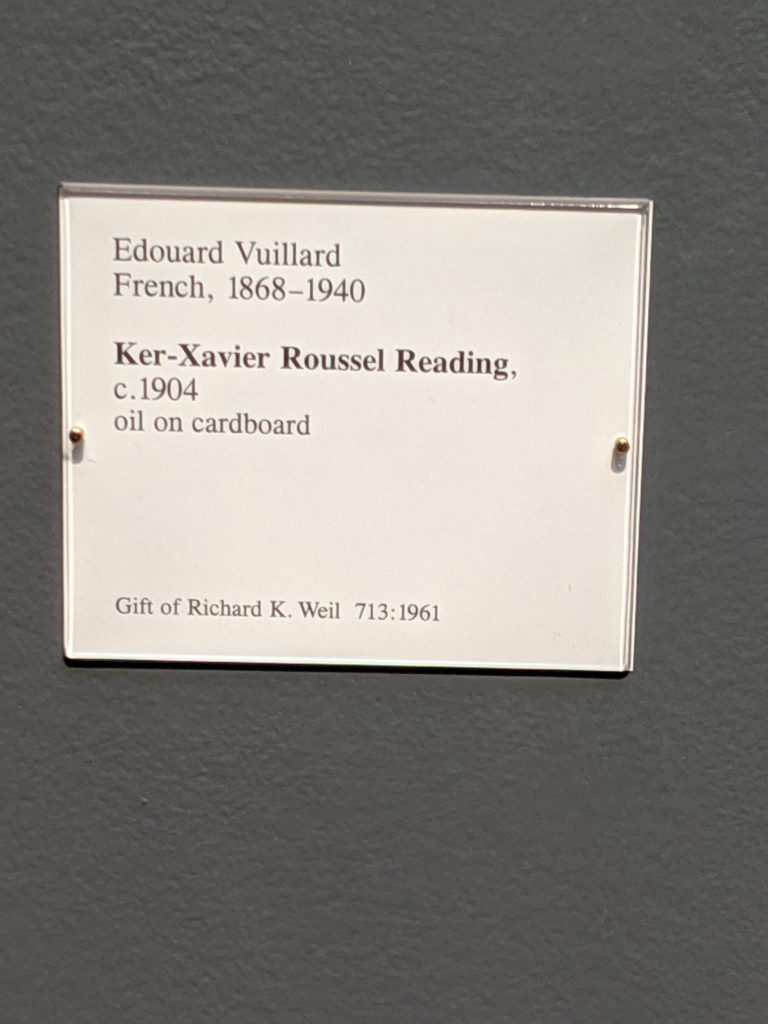 Edouard Vuillard
French, 1868–1940
Ker-Xavier Roussel Reading,
c.1904
oil on cardboard
Gift of Richard K. Weil 713:1961